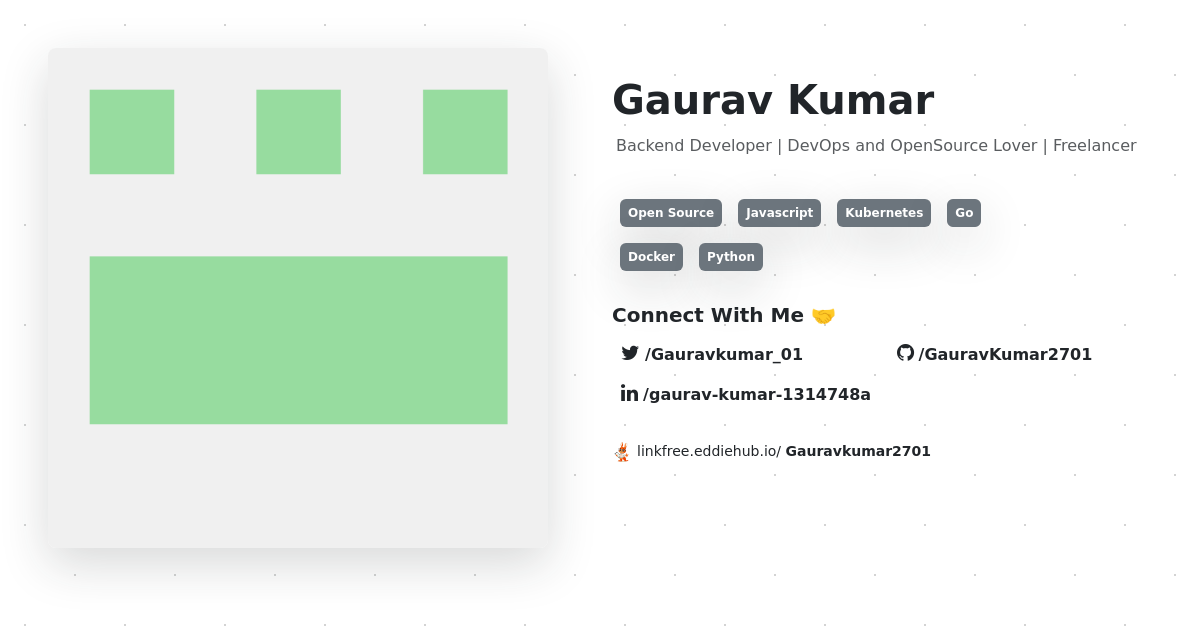 Gaurav Kumar
Backend Developer | DevOps and OpenSource Lover | Freelancer
Open Source Javascript Kubernetes Go
Docker Python
Connect With Me 🤝
/Gauravkumar_01 /GauravKumar2701
/gaurav-kumar-1314748a
linkfree.eddiehub.io/ Gauravkumar2701